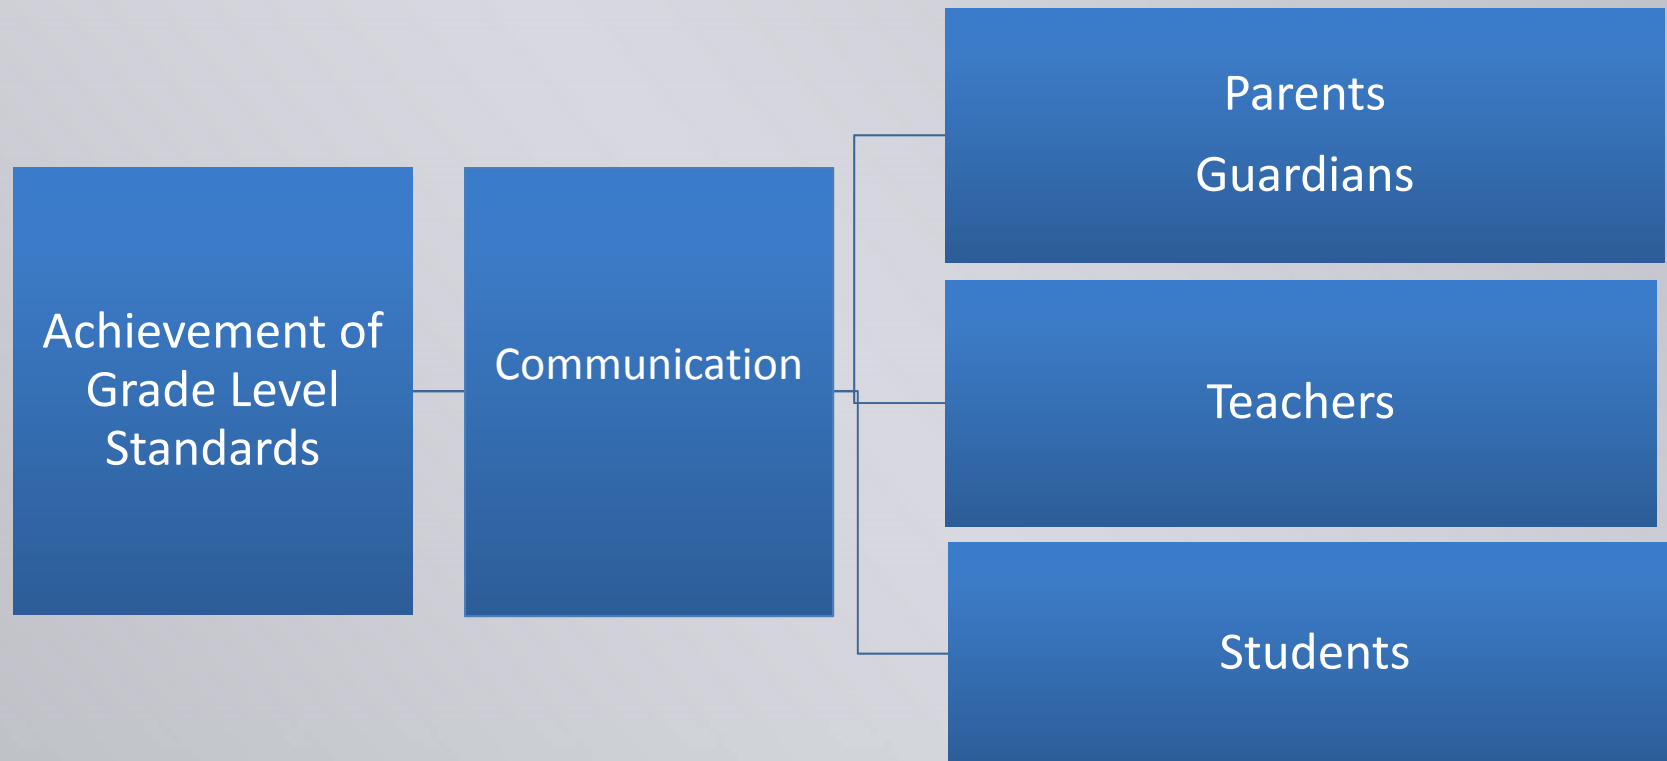 Achievement of
Grade Level
Standards
Communication
Parents
Guardians
Teachers
Students